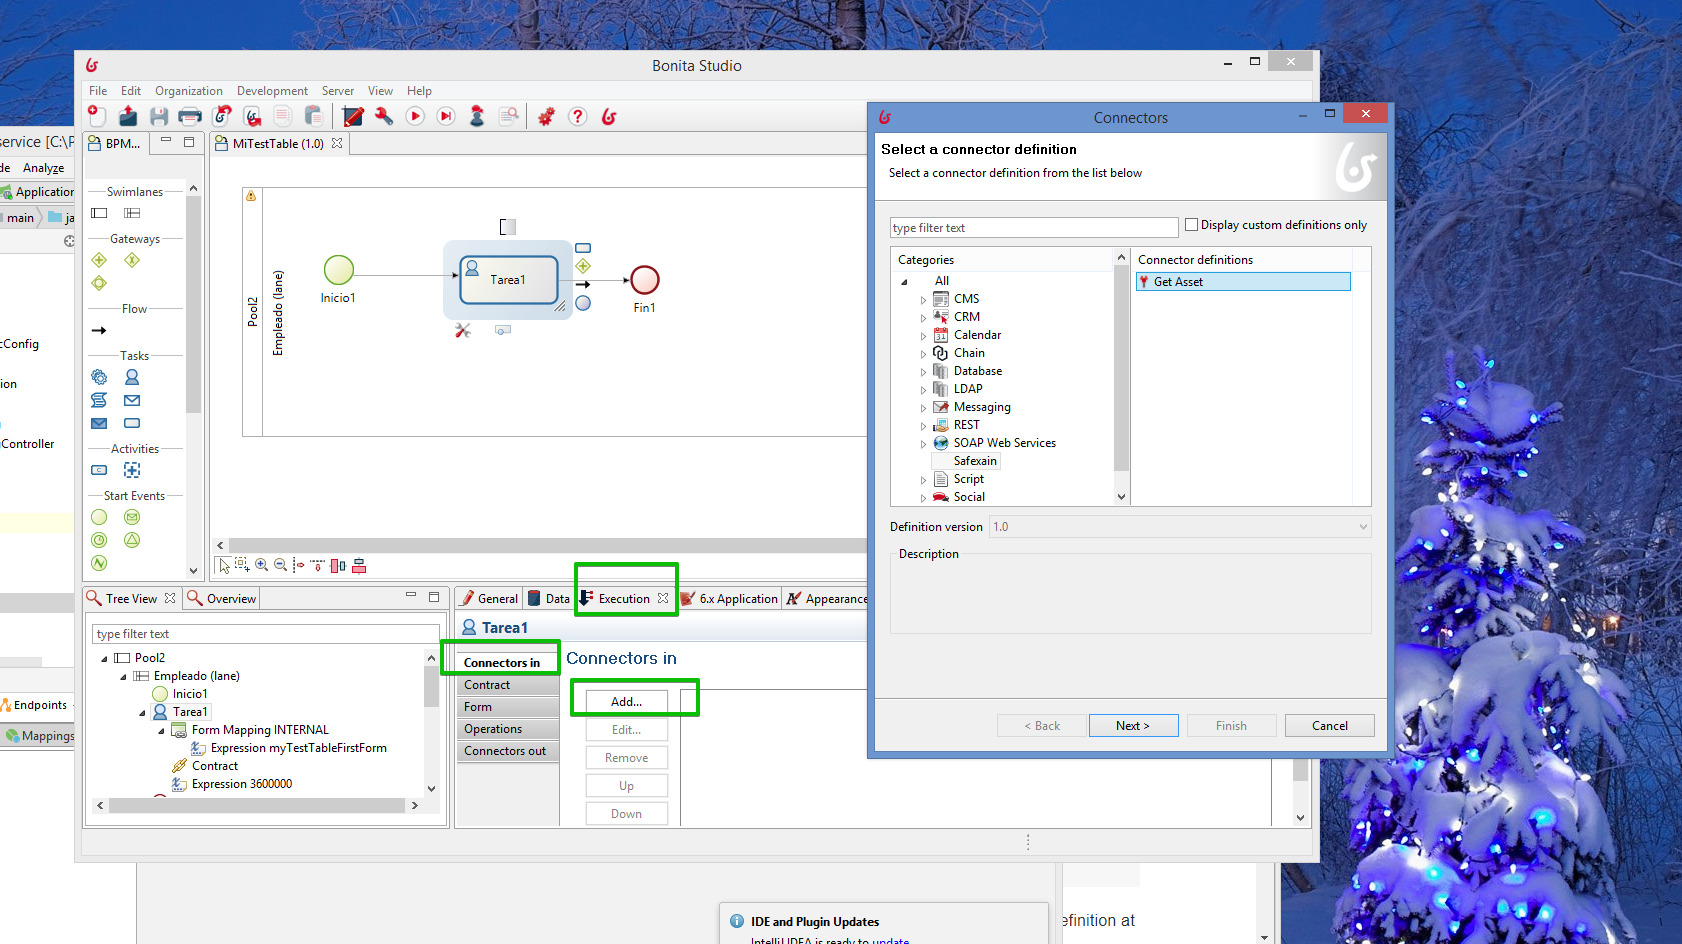 Bonita Studio
File Edit Organization Development Server View Help
BPM...
MiTestTable (1.0)
service [C:\P
de Analyze
Application
main ja
cConfig
ion
Controller
Endpoints
Mappings
Swimlanes
Gateways
Flow
Tasks
Activities
Start Events
Pool2
Empleado (lane)
Inicio1
Tarea1
Fin1
Tree View
Overview
type filter text
Pool2
Empleado (lane)
Inicio1
Tarea1
Form Mapping INTERNAL
Expression myTestTableFirstForm
Contract
Expression 3600000
General
Data
Execution
6.x Application
Appearance
Tarea1
Connectors in
Contract
Form
Operations
Connectors out
Connectors in
Add...
Edit...
Remove
Up
Down
Connectors
Select a connector definition
Select a connector definition from the list below
type filter text
Display custom definitions only
Categories
All
CMS
CRM
Calendar
Chain
Database
LDAP
Messaging
REST
SOAP Web Services
Safexain
Script
Social
Connector definitions
Get Asset
Definition version 1.0
Description
< Back
Next >
Finish
Cancel
IDE and Plugin Updates
IntelliJ IDEA is ready to update
efinition at